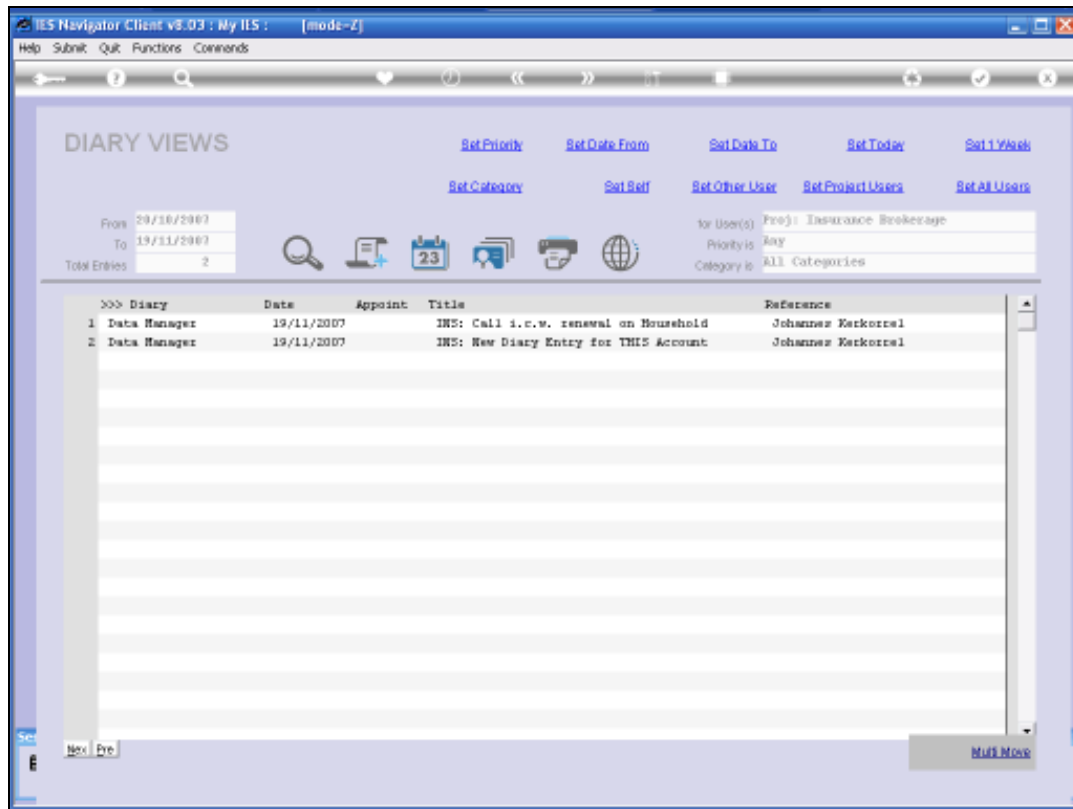 IES Navigator Client v8.03 : My IES : [mode-Z]
Help Submit Quit Functions Commands
DIARY VIEWS
Set Priority Set Date From Set Date To Set Today Set 1 Week
Set Category Set Self Set Other User Set Project Users Set All Users
From 20/10/2007
To 19/11/2007
Total Entries 2
23
for User(s) Proj: Insurance Brokerage
Priority is Any
Category is All Categories
>>> Diary Date Appoint Title Reference
1 Data Manager 19/11/2007 INS: Call i.r.w. renewal on Household Johannes Kerkorrel
2 Data Manager 19/11/2007 INS: New Diary Entry for THIS Account Johannes Kerkorrel
Nex Pre
Multi Move